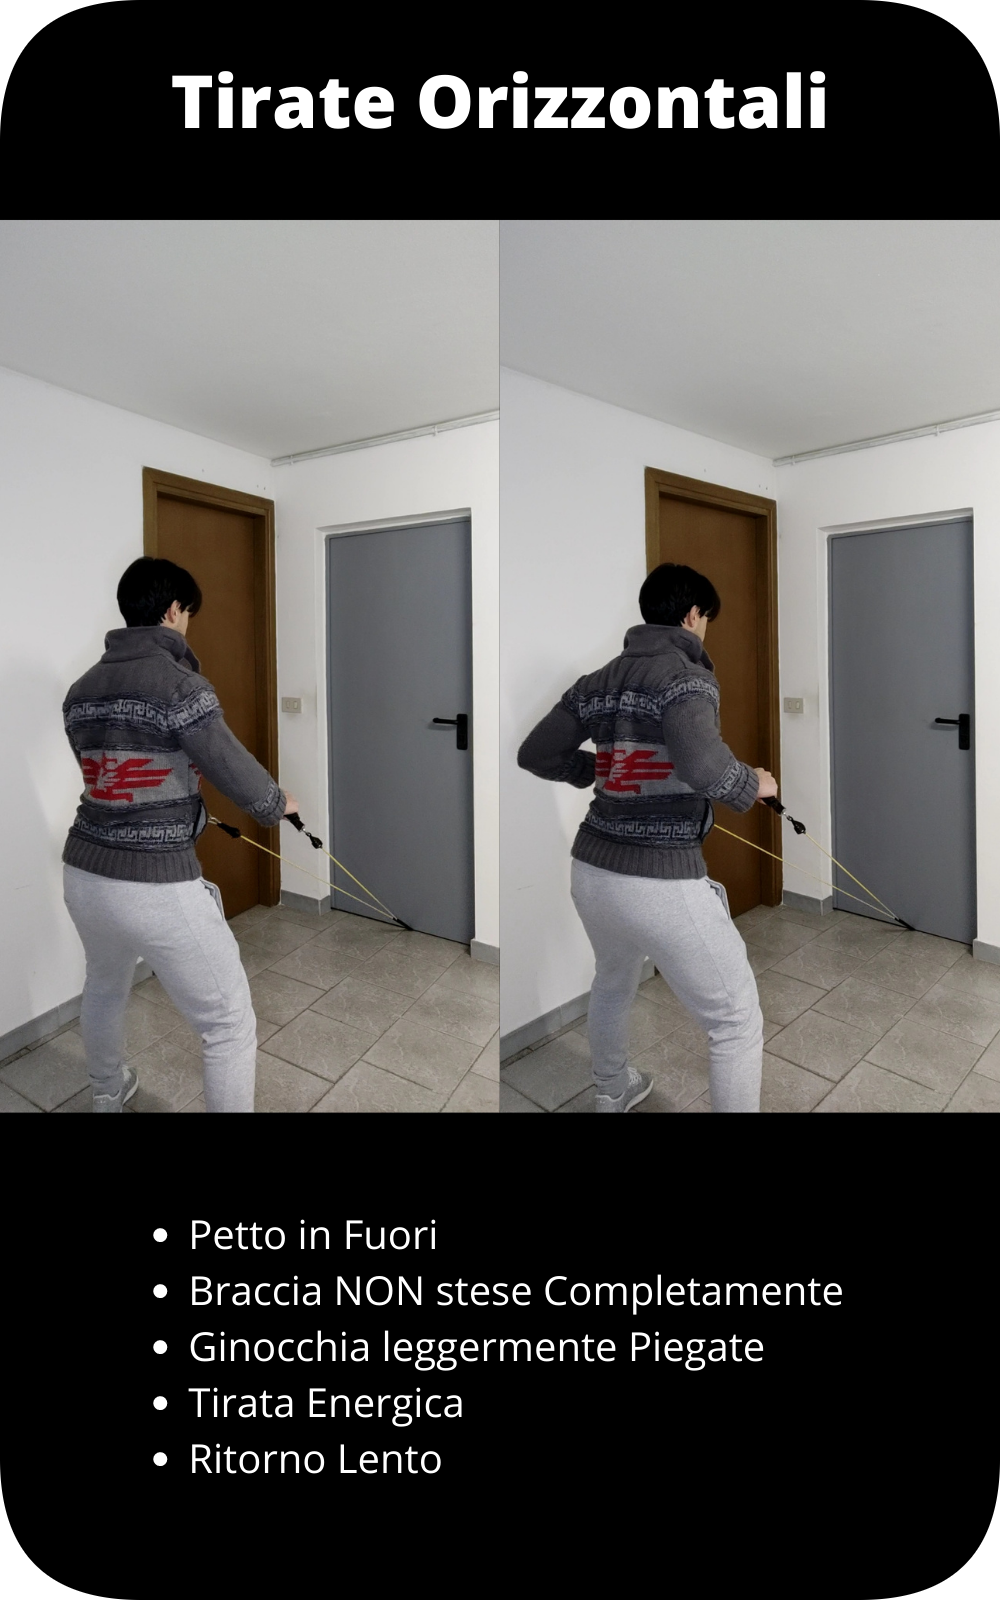 Tirate Orizzontali
• Petto in Fuori
• Braccia NON stese Completamente
• Ginocchia leggermente Piegate
• Tirata Energica
• Ritorno Lento